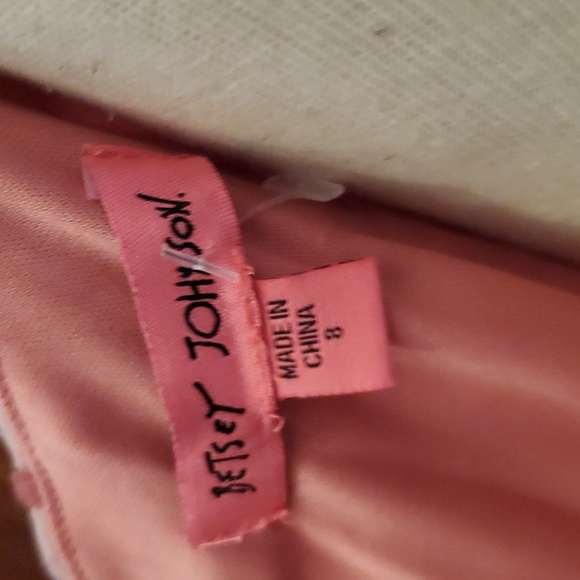 BETSEY JOHNSON.
MADE IN
CHINA
8